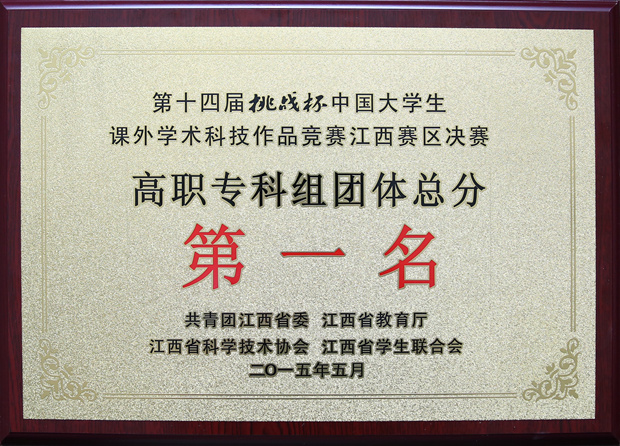 第十四届挑战杯中国大学生
课外学术科技作品竞赛江西赛区决赛
高职专科组团体总分
第一名
共青团江西省委 江西省教育厅
江西省科学技术协会 江西省学生联合会
二O一五年五月